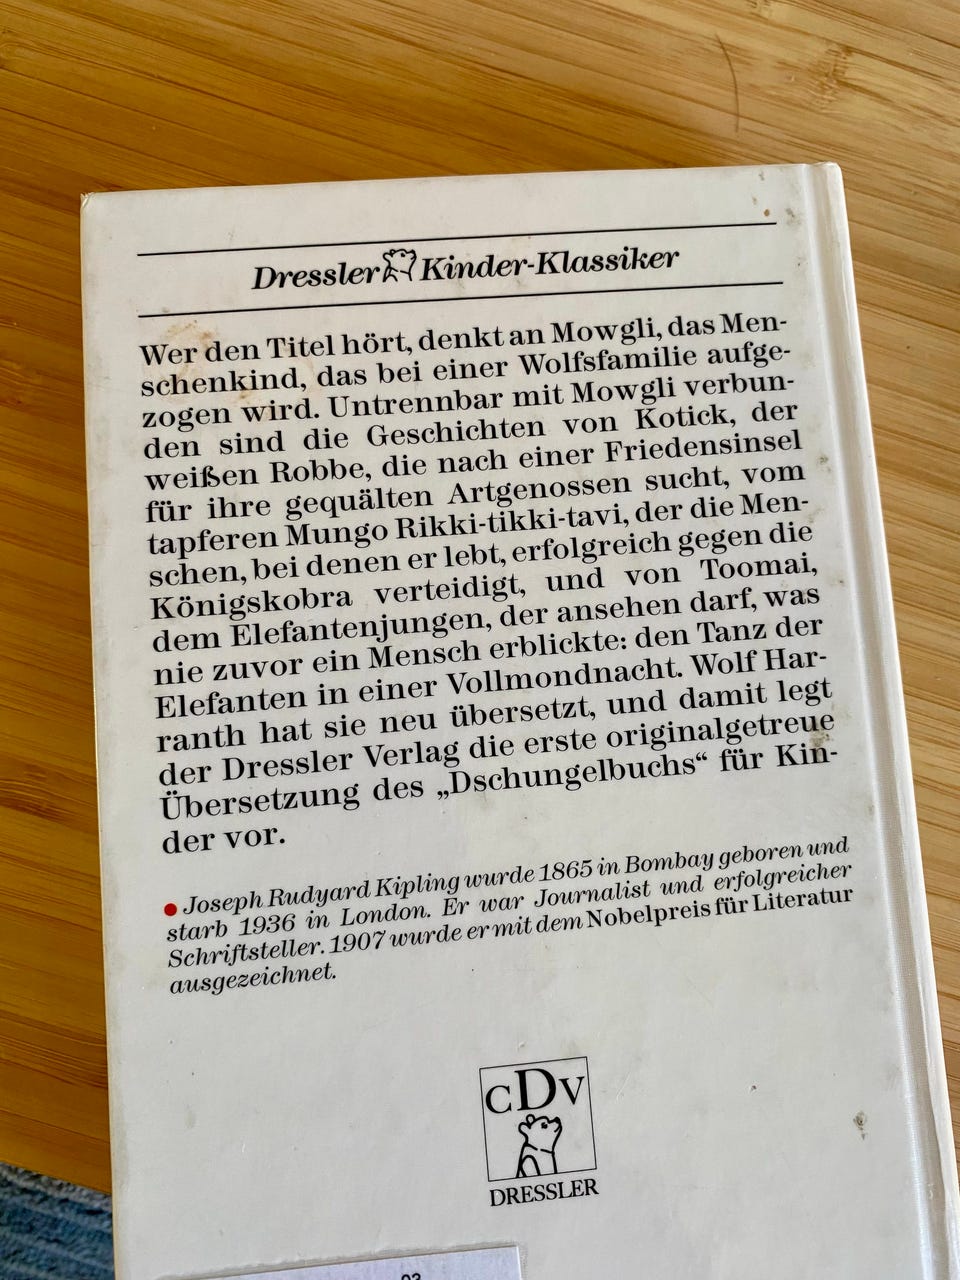 Dressler Kinder-Klassiker
Wer den Titel hört, denkt an Mowgli, das Men-
schenkind, das bei einer Wolfsfamilie aufge-
zogen wird. Untrennbar mit Mowgli verbun-
den sind die Geschichten von Kotick, der
weißen Robbe, die nach einer Friedensinsel
für ihre gequälten Artgenossen sucht, vom
tapferen Mungo Rikki-tikki-tavi, der die Men-
schen, bei denen er lebt, erfolgreich gegen die
Königskobra verteidigt, und von Toomai,
dem Elefantenjungen, der ansehen darf, was
nie zuvor ein Mensch erblickte: den Tanz der
Elefanten in einer Vollmondnacht. Wolf Har-
ranth hat sie neu übersetzt, und damit legt
der Dressler Verlag die erste originalgetreue
Übersetzung des „Dschungelbuchs“ für Kin-
der vor.
Joseph Rudyard Kipling wurde 1865 in Bombay geboren und
starb 1936 in London. Er war Journalist und erfolgreicher
Schriftsteller. 1907 wurde er mit dem Nobelpreis für Literatur
ausgezeichnet.
CDV
DRESSLER